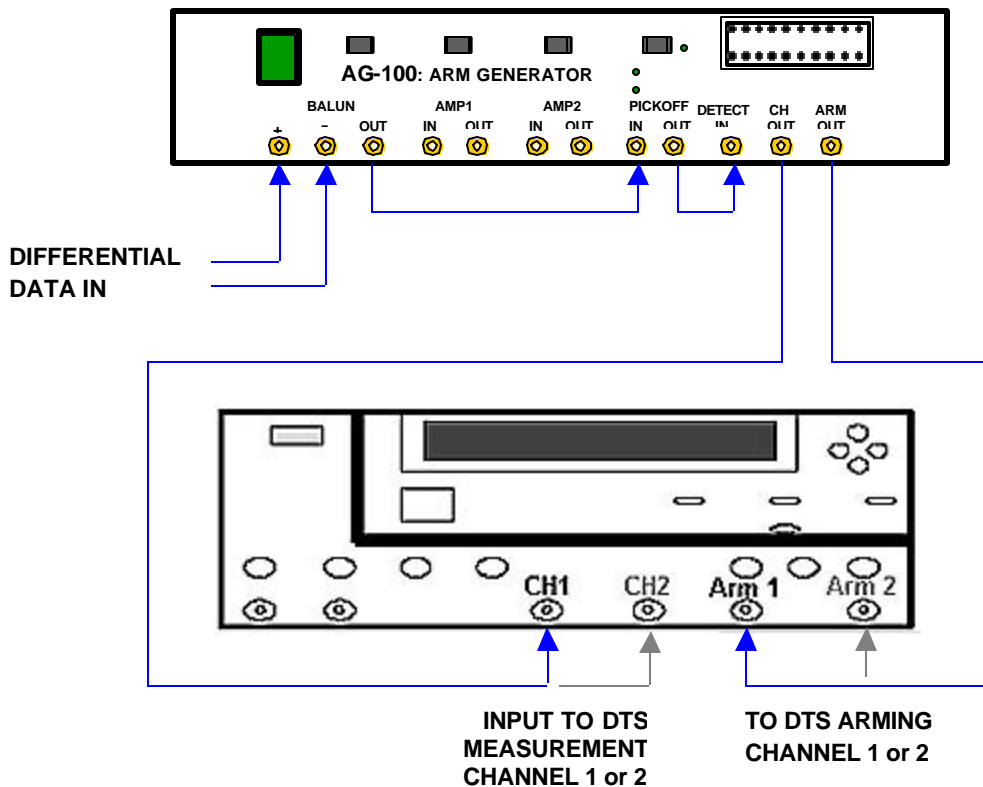 AG-100: ARM GENERATOR
BALUN AMP1 AMP2 PICKOFF DETECT CH ARM
+ – OUT IN OUT IN OUT IN OUT IN OUT OUT
DIFFERENTIAL
DATA IN
CH1 CH2 Arm 1 Arm 2
INPUT TO DTS
MEASUREMENT
CHANNEL 1 or 2
TO DTS ARMING
CHANNEL 1 or 2